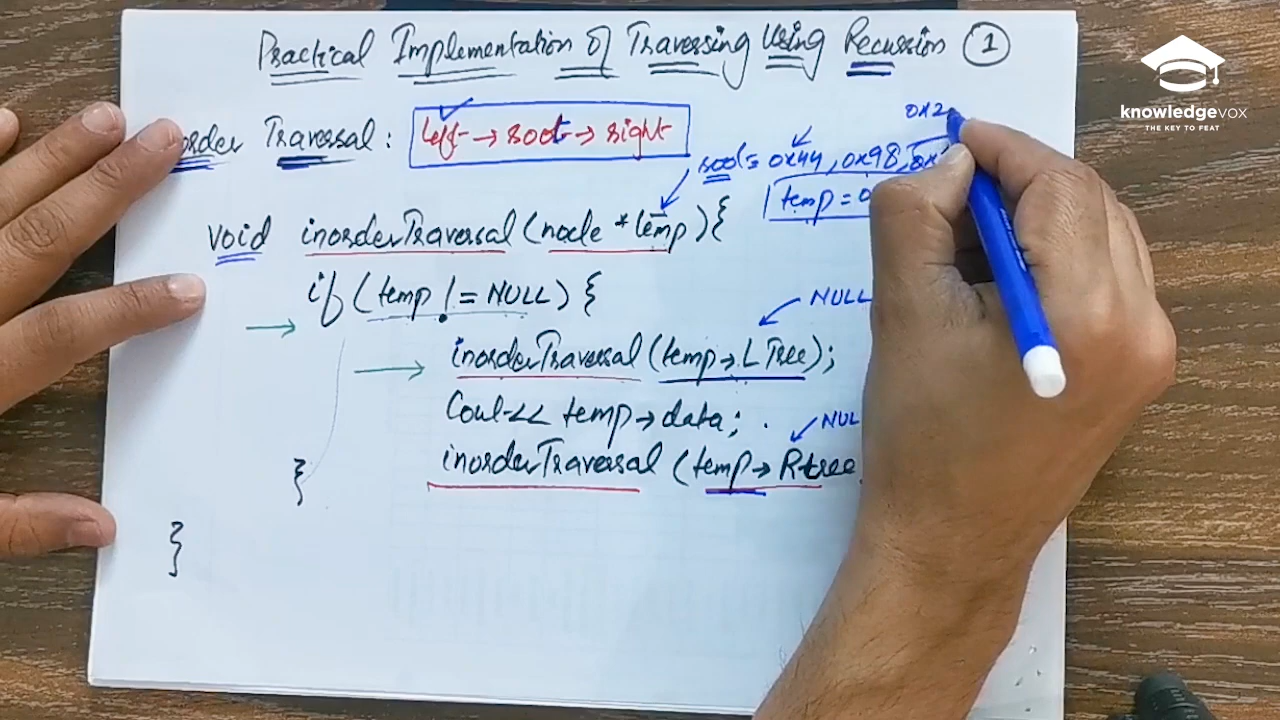 Practical Implementation Of Traversing Using Recussion 1
knowledgevox
THE KEY TO FEAT
Traversal : left → root → right
0x2
root = 0x44 , 0x98,
temp = 0
void inorderTraversal (node *temp) {
if (temp != NULL) {
NULL
inorderTraversal (temp→LTree);
Cout<< temp→data;
NUL
inorderTraversal (temp→Rtree
}
}